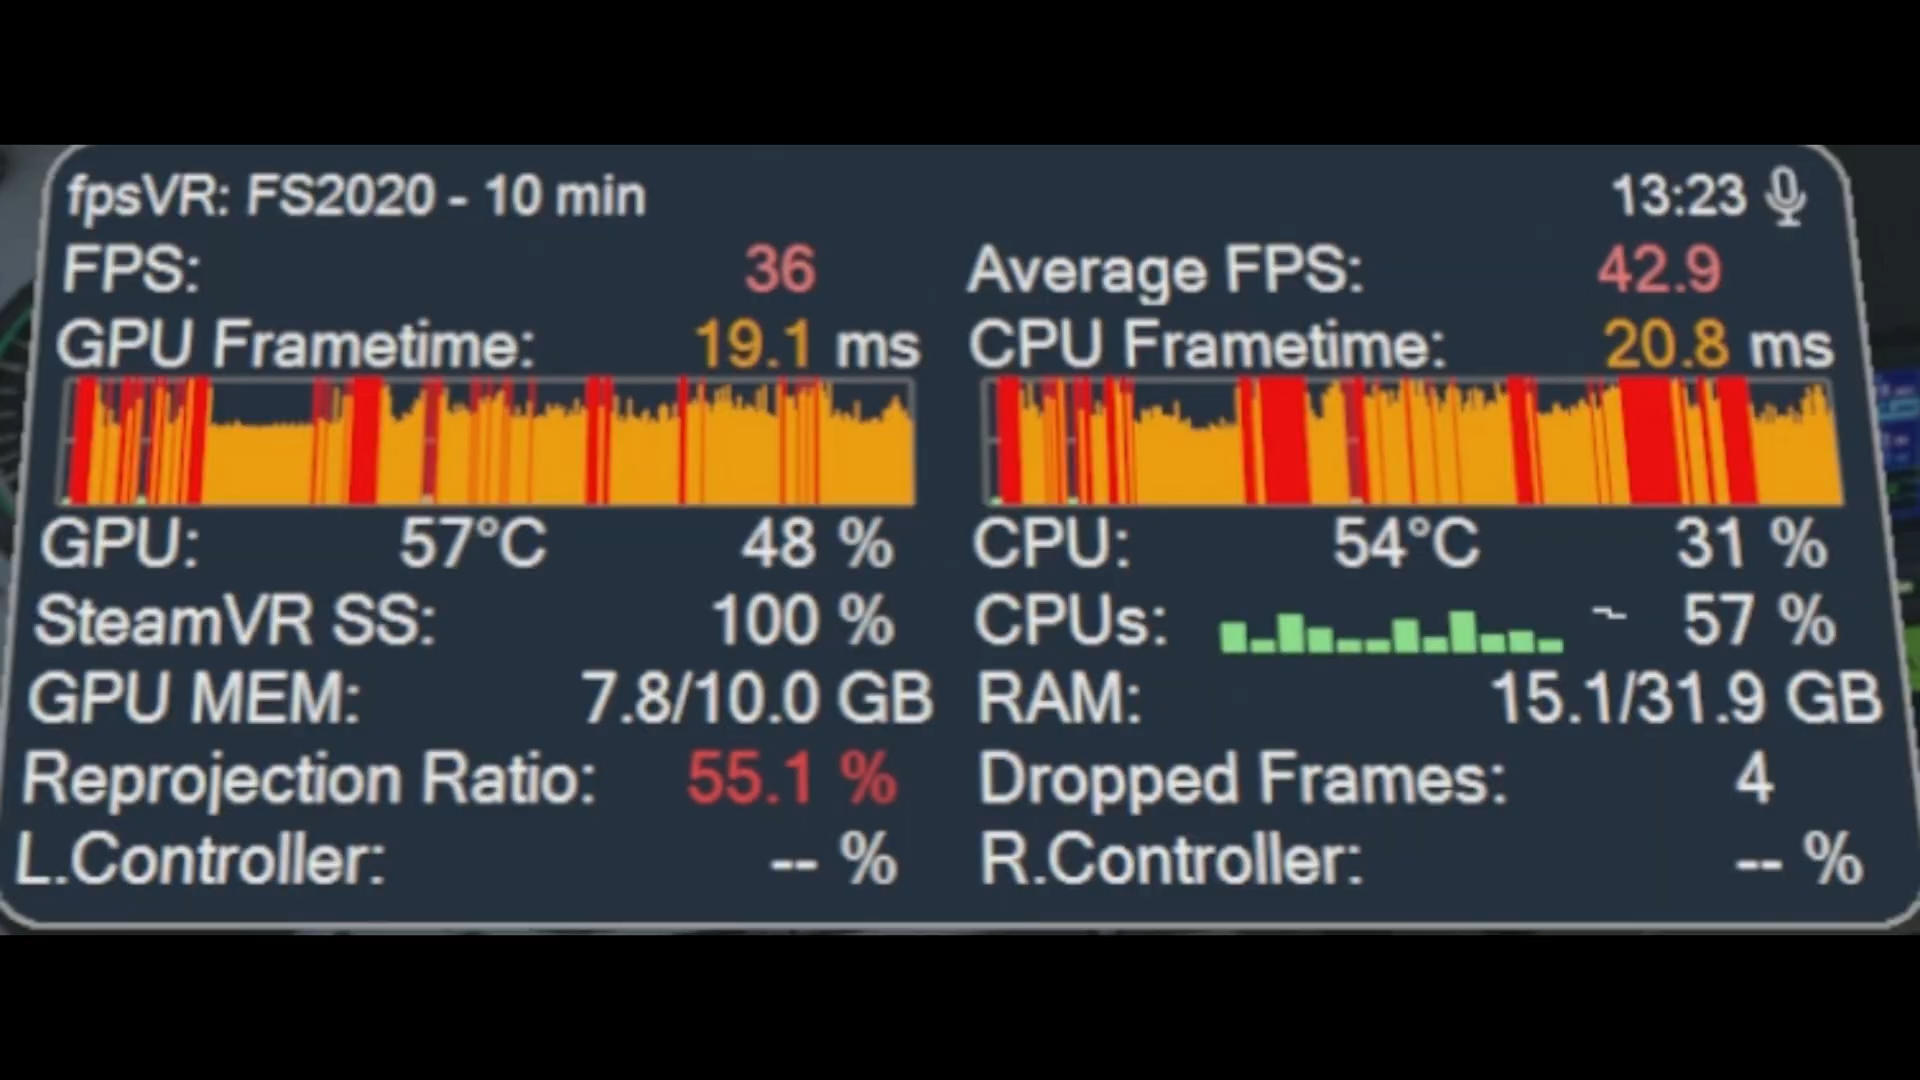 fpsVR: FS2020 - 10 min 13:23
FPS: 36 Average FPS: 42.9
GPU Frametime: 19.1 ms CPU Frametime: 20.8 ms
GPU: 57°C 48 % CPU: 54°C 31 %
SteamVR SS: 100 % CPUs: 57 %
GPU MEM: 7.8/10.0 GB RAM: 15.1/31.9 GB
Reprojection Ratio: 55.1 % Dropped Frames: 4
L.Controller: -- % R.Controller: -- %